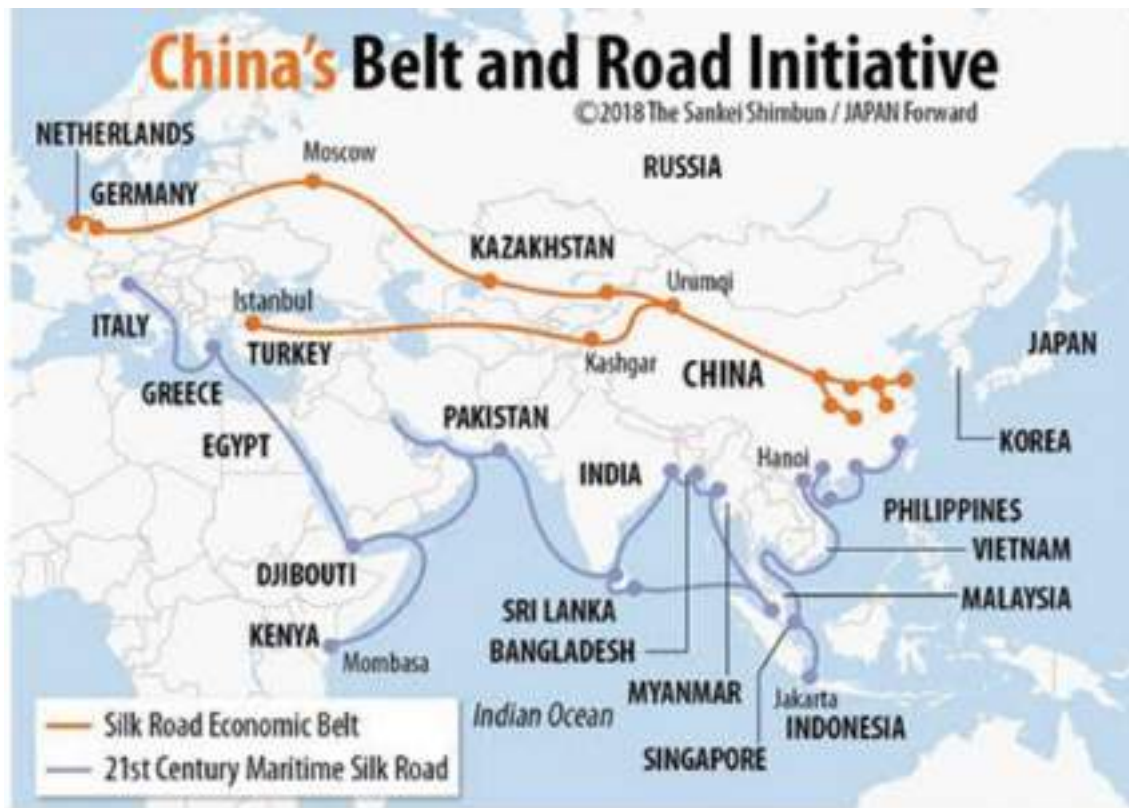 China's Belt and Road Initiative
©2018 The Sankei Shimbun / JAPAN Forward
NETHERLANDS
Moscow
RUSSIA
GERMANY
KAZAKHSTAN
Urumqi
Istanbul
ITALY
TURKEY
Kashgar
CHINA
JAPAN
GREECE
PAKISTAN
KOREA
EGYPT
INDIA
Hanoi
PHILIPPINES
VIETNAM
DJIBOUTI
MALAYSIA
SRI LANKA
KENYA
BANGLADESH
Mombasa
MYANMAR
Jakarta
Indian Ocean
INDONESIA
SINGAPORE
Silk Road Economic Belt
21st Century Maritime Silk Road